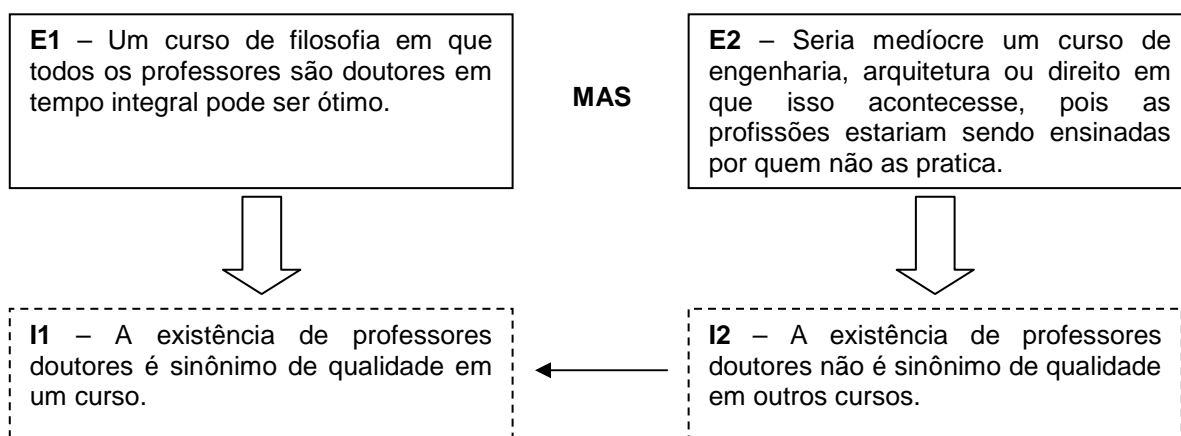 E1 – Um curso de filosofia em que
todos os professores são doutores em
tempo integral pode ser ótimo.
MAS
E2 – Seria medíocre um curso de
engenharia, arquitetura ou direito em
que isso acontecesse, pois as
profissões estariam sendo ensinadas
por quem não as pratica.
I1 – A existência de professores
doutores é sinônimo de qualidade em
um curso.
I2 – A existência de professores
doutores não é sinônimo de qualidade
em outros cursos.